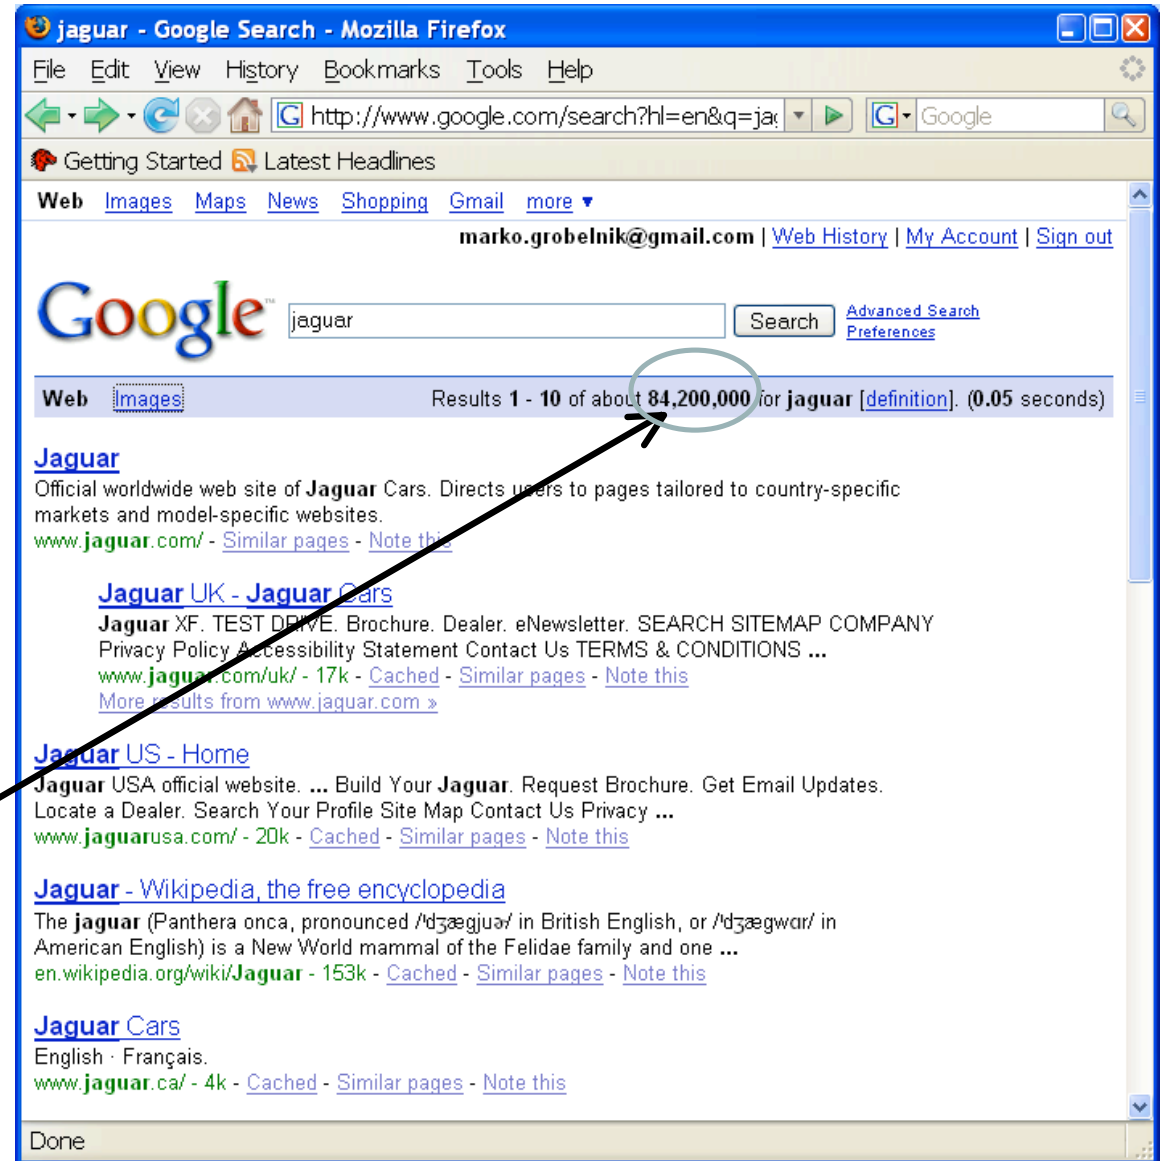 jaguar - Google Search - Mozilla Firefox
File Edit View History Bookmarks Tools Help
G http://www.google.com/search?hl=en&q=jag G Google
Getting Started Latest Headlines
Web Images Maps News Shopping Gmail more ▼
marko.grobelnik@gmail.com | Web History | My Account | Sign out
Google™ jaguar Search Advanced Search
Preferences
Web Images Results 1 - 10 of about 84,200,000 for jaguar [definition]. (0.05 seconds)
Jaguar
Official worldwide web site of Jaguar Cars. Directs users to pages tailored to country-specific
markets and model-specific websites.
www.jaguar.com/ - Similar pages - Note this
Jaguar UK - Jaguar Cars
Jaguar XF. TEST DRIVE. Brochure. Dealer. eNewsletter. SEARCH SITEMAP COMPANY
Privacy Policy Accessibility Statement Contact Us TERMS & CONDITIONS ...
www.jaguar.com/uk/ - 17k - Cached - Similar pages - Note this
More results from www.jaguar.com »
Jaguar US - Home
Jaguar USA official website. ... Build Your Jaguar. Request Brochure. Get Email Updates.
Locate a Dealer. Search Your Profile Site Map Contact Us Privacy ...
www.jaguarusa.com/ - 20k - Cached - Similar pages - Note this
Jaguar - Wikipedia, the free encyclopedia
The jaguar (Panthera onca, pronounced /ˈdʒægjuə/ in British English, or /ˈdʒægwɑr/ in
American English) is a New World mammal of the Felidae family and one ...
en.wikipedia.org/wiki/Jaguar - 153k - Cached - Similar pages - Note this
Jaguar Cars
English · Français.
www.jaguar.ca/ - 4k - Cached - Similar pages - Note this
Done